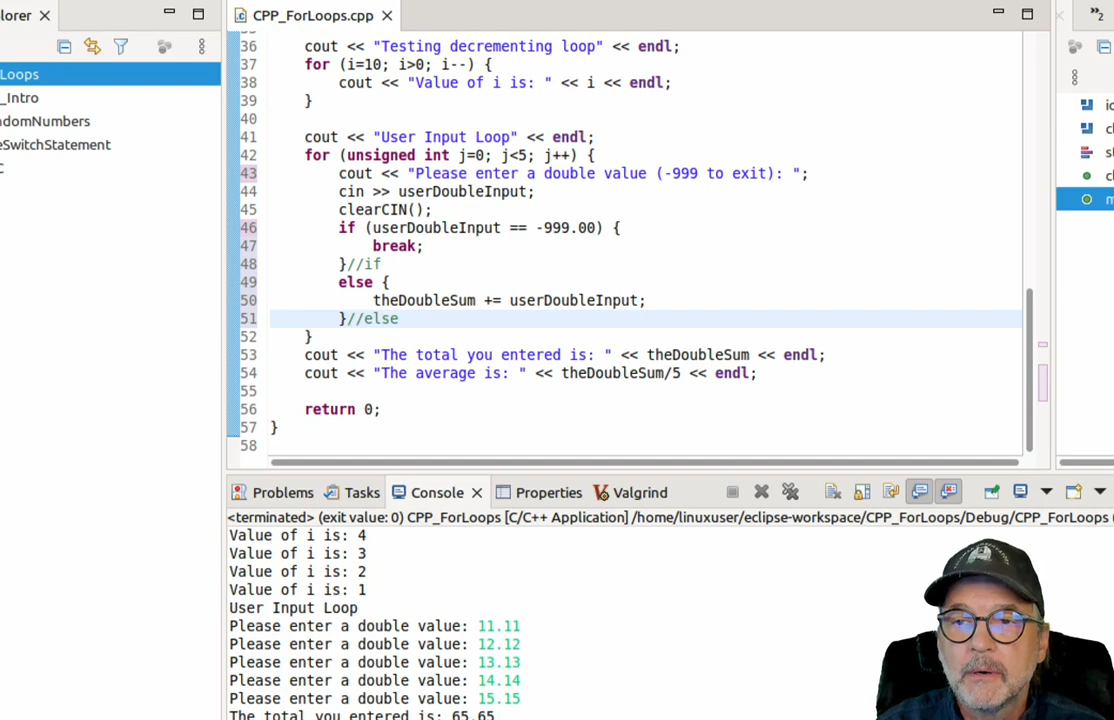 lorer
CPP_ForLoops.cpp
2
Loops
_Intro
ndomNumbers
eSwitchStatement
C
36 cout << "Testing decrementing loop" << endl;
37 for (i=10; i>0; i--) {
38 cout << "Value of i is: " << i << endl;
39 }
40
41 cout << "User Input Loop" << endl;
42 for (unsigned int j=0; j<5; j++) {
43 cout << "Please enter a double value (-999 to exit): ";
44 cin >> userDoubleInput;
45 clearCIN();
46 if (userDoubleInput == -999.00) {
47 break;
48 }//if
49 else {
50 theDoubleSum += userDoubleInput;
51 }//else
52 }
53 cout << "The total you entered is: " << theDoubleSum << endl;
54 cout << "The average is: " << theDoubleSum/5 << endl;
55
56 return 0;
57 }
58
io
cl
st
cl
m
Problems Tasks Console Properties Valgrind
<terminated> (exit value: 0) CPP_ForLoops [C/C++ Application] /home/linuxuser/eclipse-workspace/CPP_ForLoops/Debug/CPP_ForLoops (
Value of i is: 4
Value of i is: 3
Value of i is: 2
Value of i is: 1
User Input Loop
Please enter a double value: 11.11
Please enter a double value: 12.12
Please enter a double value: 13.13
Please enter a double value: 14.14
Please enter a double value: 15.15
The total you entered is: 65.65